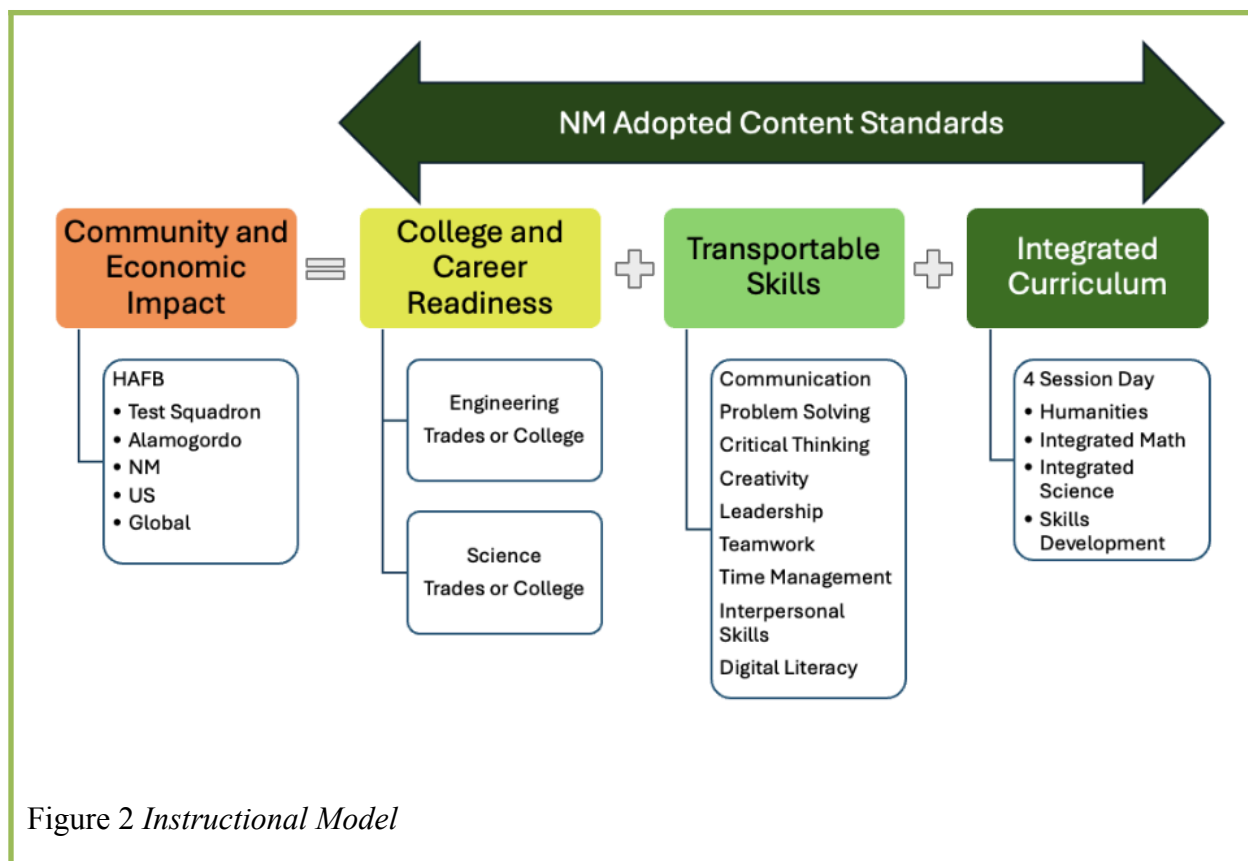 NM Adopted Content Standards
Community and
Economic
Impact
College and
Career
Readiness
Transportable
Skills
Integrated
Curriculum
HAFB
• Test Squadron
• Alamogordo
• NM
• US
• Global
Engineering
Trades or College
Science
Trades or College
Communication
Problem Solving
Critical Thinking
Creativity
Leadership
Teamwork
Time Management
Interpersonal
Skills
Digital Literacy
4 Session Day
• Humanities
• Integrated Math
• Integrated
Science
• Skills
Development
Figure 2 Instructional Model